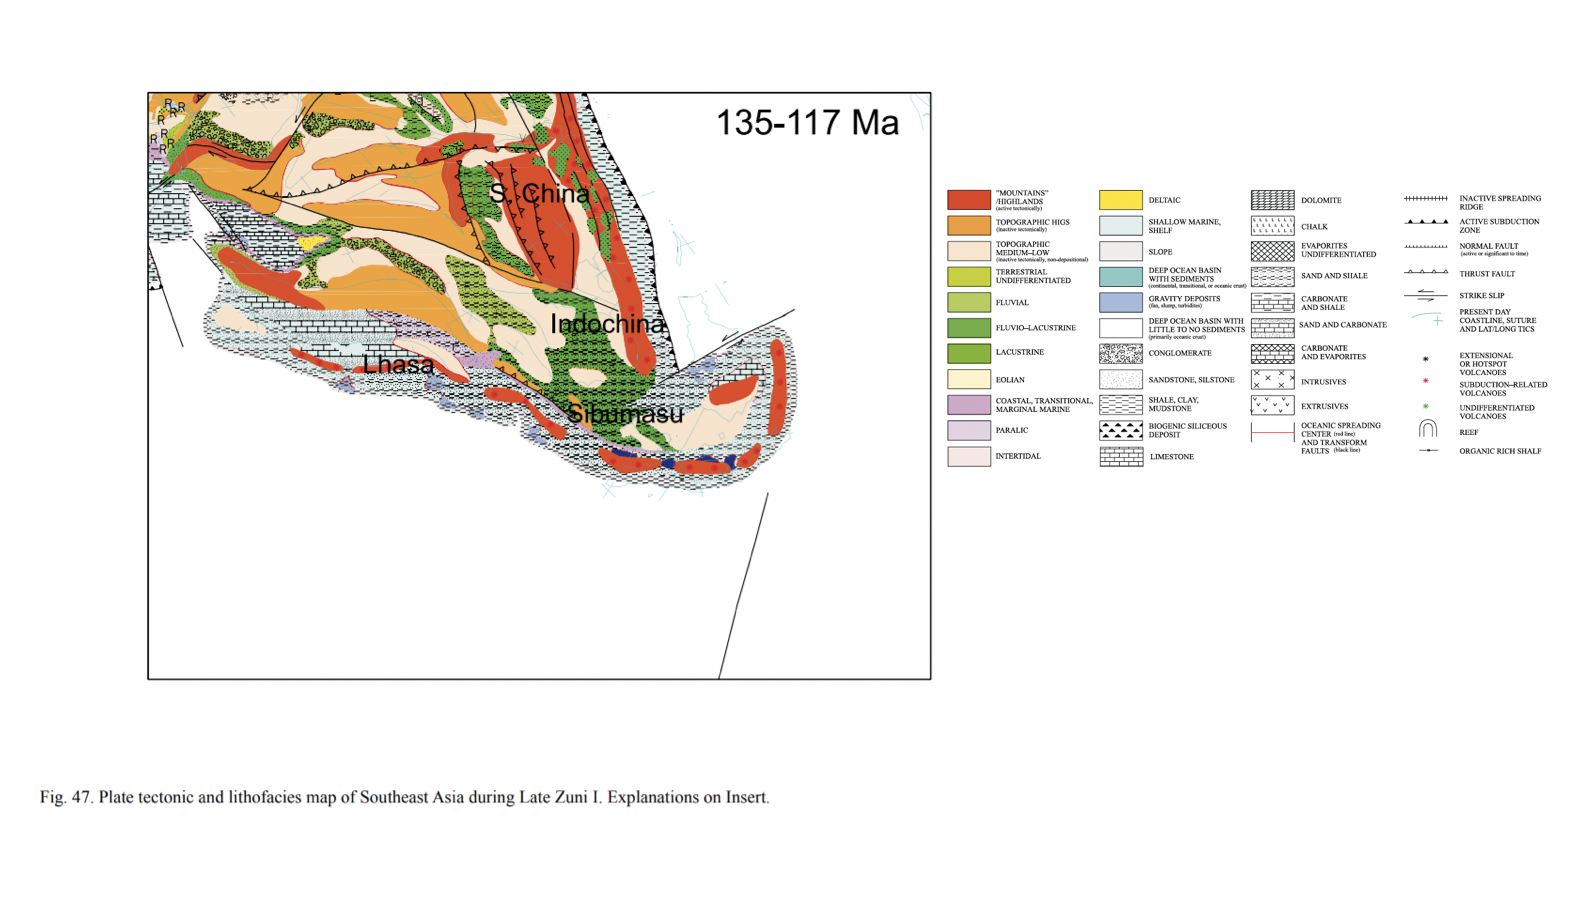 135-117 Ma
R R
R R
R R
R R
S. China
Indochina
Lhasa
C
Sibumasu
"MOUNTAINS"
/HIGHLANDS
(active tectonically)
TOPOGRAPHIC HIGS
(inactive tectonically)
TOPOGRAPHIC
MEDIUM–LOW
(inactive tectonically, non-depositional)
TERRESTRIAL
UNDIFFERENTIATED
FLUVIAL
FLUVIO–LACUSTRINE
LACUSTRINE
EOLIAN
COASTAL, TRANSITIONAL,
MARGINAL MARINE
PARALIC
INTERTIDAL
DELTAIC
SHALLOW MARINE,
SHELF
SLOPE
DEEP OCEAN BASIN
WITH SEDIMENTS
(continental, transitional, or oceanic crust)
GRAVITY DEPOSITS
(fan, slump, turbidites)
DEEP OCEAN BASIN WITH
LITTLE TO NO SEDIMENTS
(primarily oceanic crust)
CONGLOMERATE
SANDSTONE, SILSTONE
SHALE, CLAY,
MUDSTONE
BIOGENIC SILICEOUS
DEPOSIT
LIMESTONE
DOLOMITE
CHALK
EVAPORITES
UNDIFFERENTIATED
SAND AND SHALE
CARBONATE
AND SHALE
SAND AND CARBONATE
CARBONATE
AND EVAPORITES
INTRUSIVES
EXTRUSIVES
OCEANIC SPREADING
CENTER (red line)
AND TRANSFORM
FAULTS (black line)
INACTIVE SPREADING
RIDGE
ACTIVE SUBDUCTION
ZONE
NORMAL FAULT
(active or significant to time)
THRUST FAULT
STRIKE SLIP
PRESENT DAY
COASTLINE, SUTURE
AND LAT/LONG TICS
EXTENSIONAL
OR HOTSPOT
VOLCANOES
SUBDUCTION–RELATED
VOLCANOES
UNDIFFERENTIATED
VOLCANOES
REEF
ORGANIC RICH SHALF
Fig. 47. Plate tectonic and lithofacies map of Southeast Asia during Late Zuni I. Explanations on Insert.